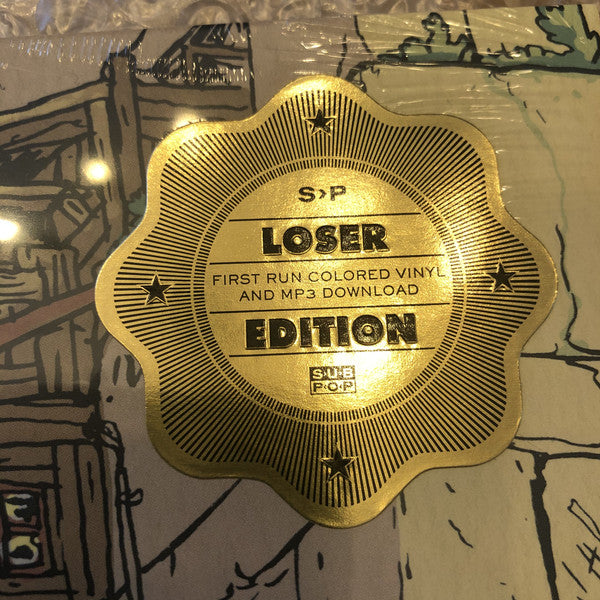 S>P
LOSER
FIRST RUN COLORED VINYL
AND MP3 DOWNLOAD
EDITION
SUB
POP